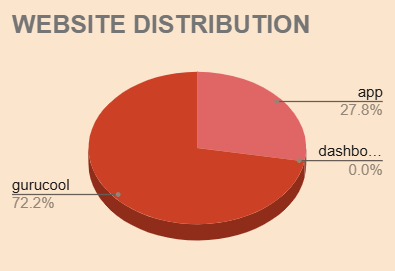 WEBSITE DISTRIBUTION
app
27.8%
dashbo...
0.0%
gurucool
72.2%